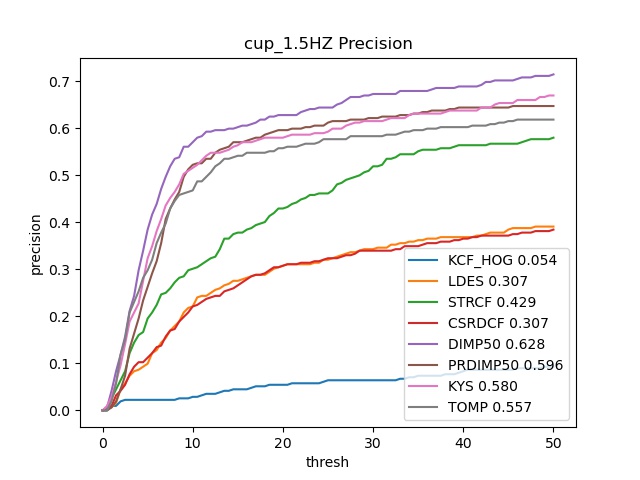 cup_1.5HZ Precision
precision
0.7
0.6
0.5
0.4
0.3
0.2
0.1
0.0
KCF_HOG 0.054
LDES 0.307
STRCF 0.429
CSRDCF 0.307
DIMP50 0.628
PRDIMP50 0.596
KYS 0.580
TOMP 0.557
0 10 20 30 40 50
thresh